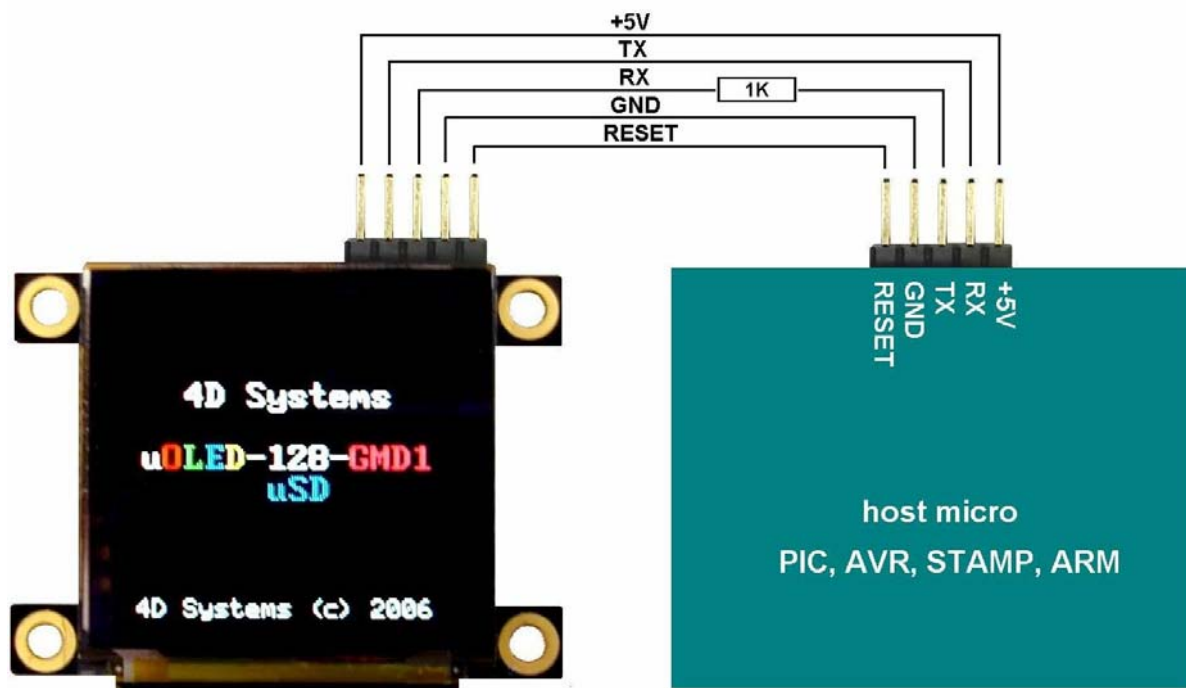 +5V
TX
RX
1K
GND
RESET
4D Systems
uOLED-128-GMD1
uSD
4D Systems (c) 2006
RESET
GND
TX
RX
+5V
host micro
PIC, AVR, STAMP, ARM